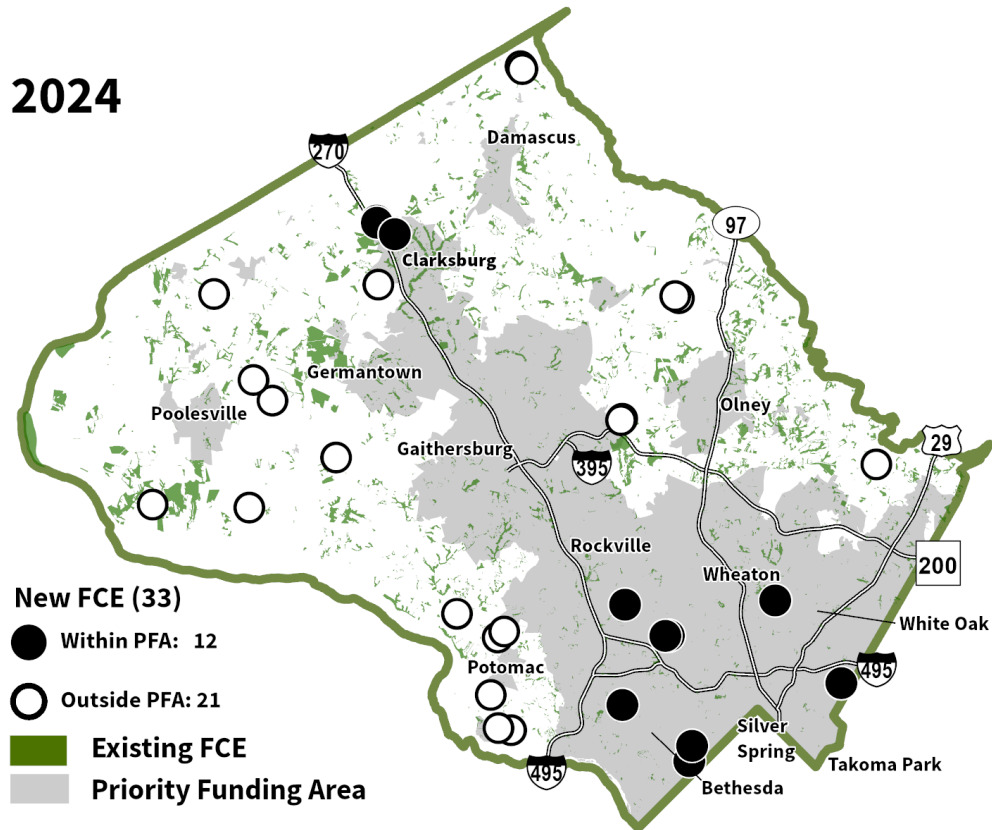 2024
Damascus
270
97
Clarksburg
Germantown
Poolesville
Olney
Gaithersburg
29
395
Rockville
200
Wheaton
New FCE (33)
White Oak
Within PFA: 12
Potomac
495
Outside PFA: 21
Silver
Spring
Existing FCE
495
Takoma Park
Priority Funding Area
Bethesda